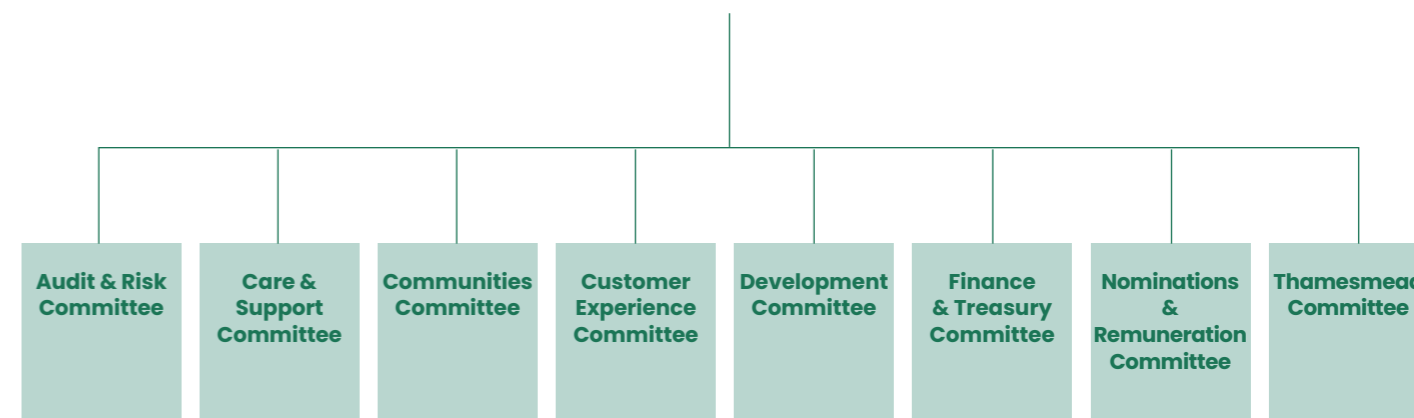 Audit & Risk
Committee
Care &
Support
Committee
Communities
Committee
Customer
Experience
Committee
Development
Committee
Finance
& Treasury
Committee
Nominations
&
Remuneration
Committee
Thamesmead
Committee